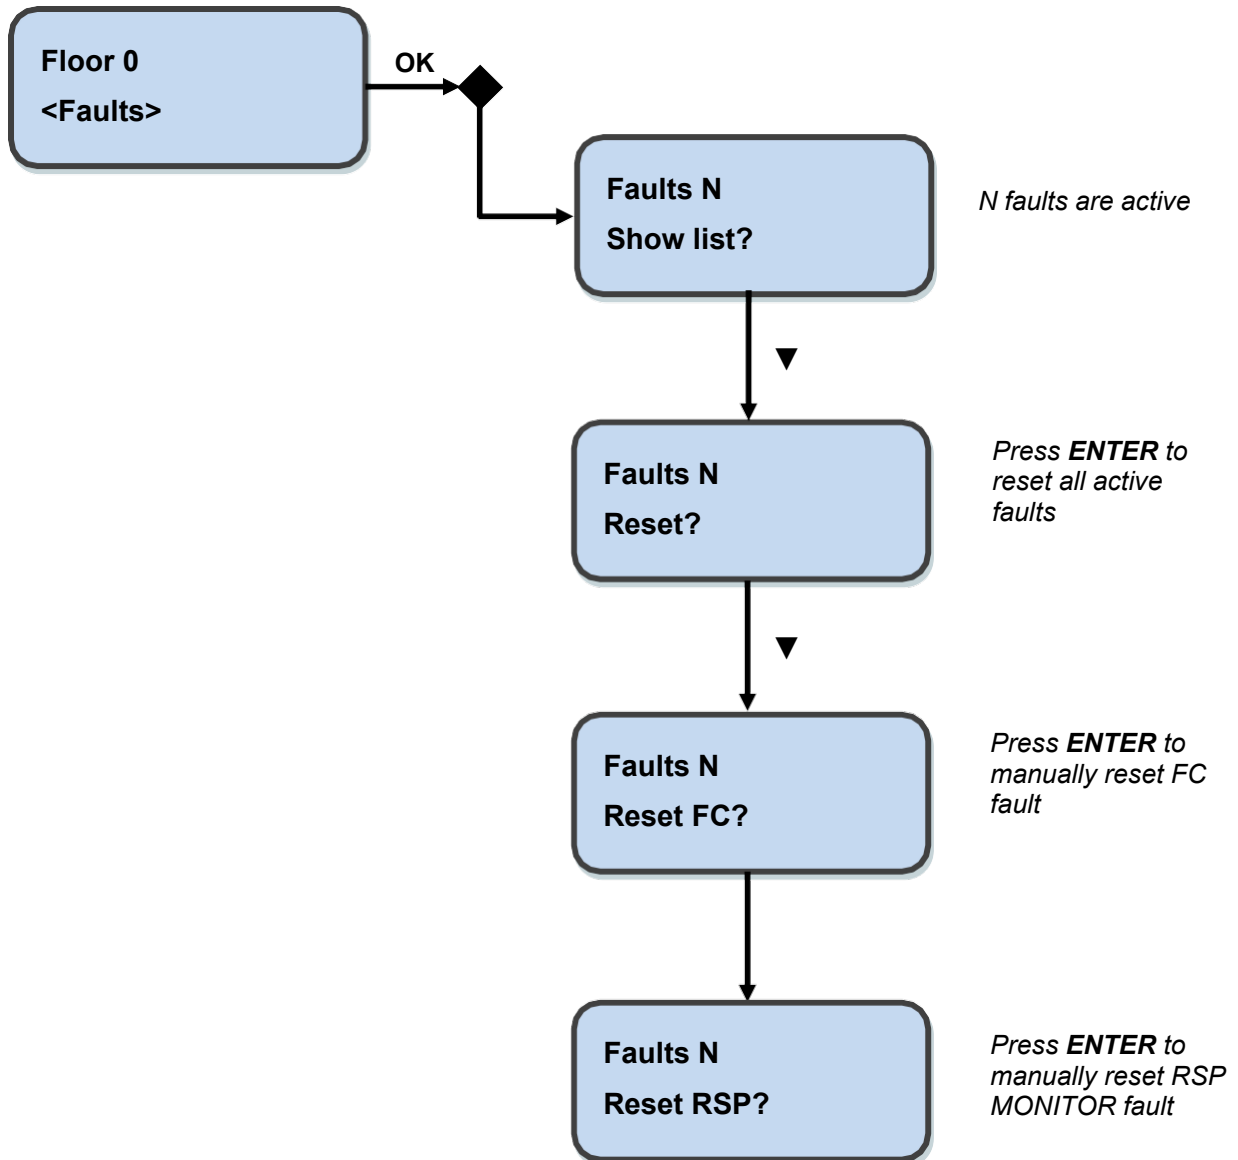 Floor 0
<Faults>
OK
Faults N
Show list?
N faults are active
▼
Faults N
Reset?
Press ENTER to
reset all active
faults
▼
Faults N
Reset FC?
Press ENTER to
manually reset FC
fault
Faults N
Reset RSP?
Press ENTER to
manually reset RSP
MONITOR fault